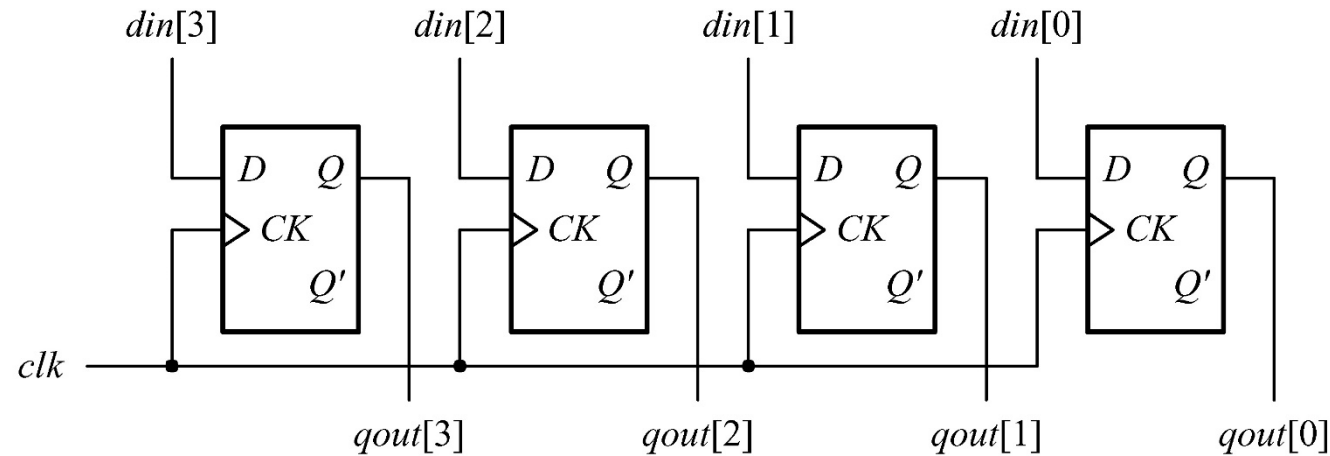 din[3] din[2] din[1] din[0]
D Q D Q D Q D Q
CK CK CK CK
Q' Q' Q' Q'
clk
qout[3] qout[2] qout[1] qout[0]